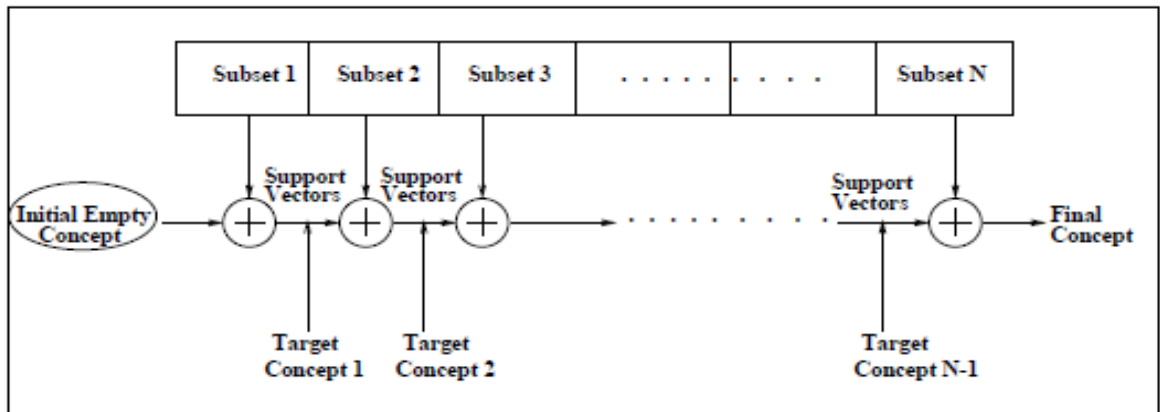 Subset 1 Subset 2 Subset 3 . . . . . . . . . Subset N
Support Vectors
Support Vectors
Support Vectors
Initial Empty Concept
+ + + . . . . . . . . . +
Final Concept
Target Concept 1
Target Concept 2
Target Concept N-1